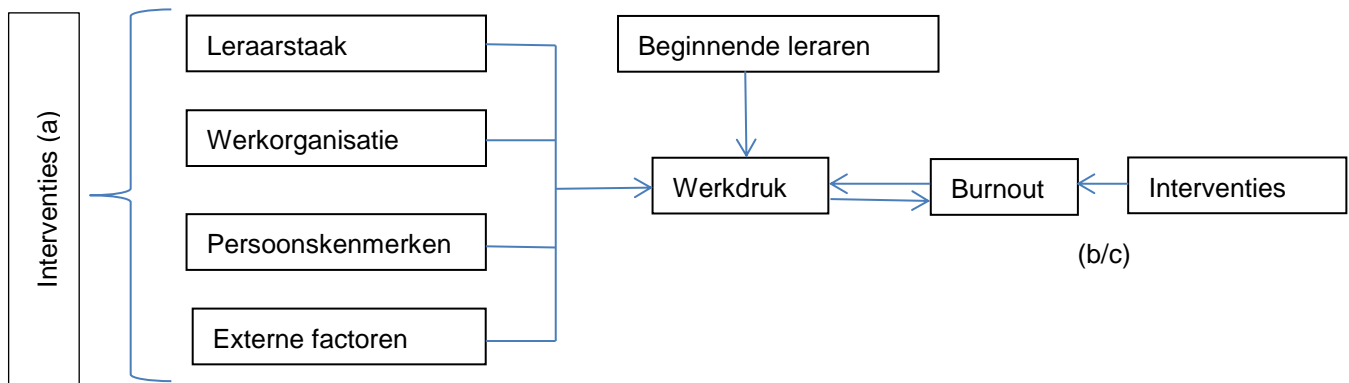 Interventies (a)
Leraarstaak
Werkorganisatie
Persoonskenmerken
Externe factoren
Beginnende leraren
Werkdruk
Burnout
Interventies
(b/c)